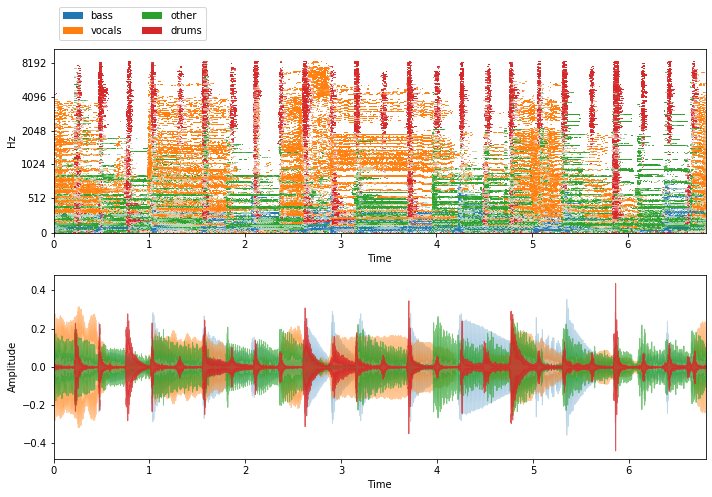 bass other
vocals drums
8192
4096
2048
1024
512
0
Hz
0 1 2 3 4 5 6
Time
0.4
0.2
0.0
−0.2
−0.4
Amplitude
0 1 2 3 4 5 6
Time